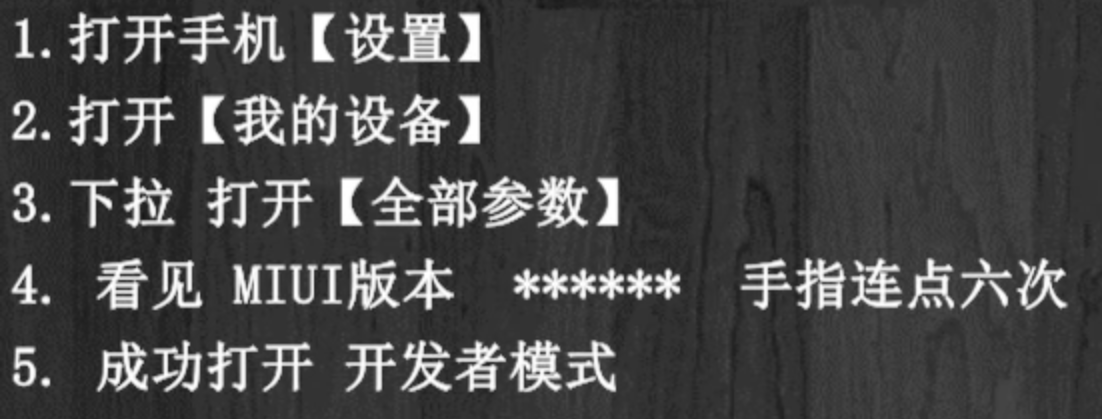 1.打开手机【设置】
2.打开【我的设备】
3.下拉 打开【全部参数】
4. 看见 MIUI版本 ****** 手指连点六次
5. 成功打开 开发者模式